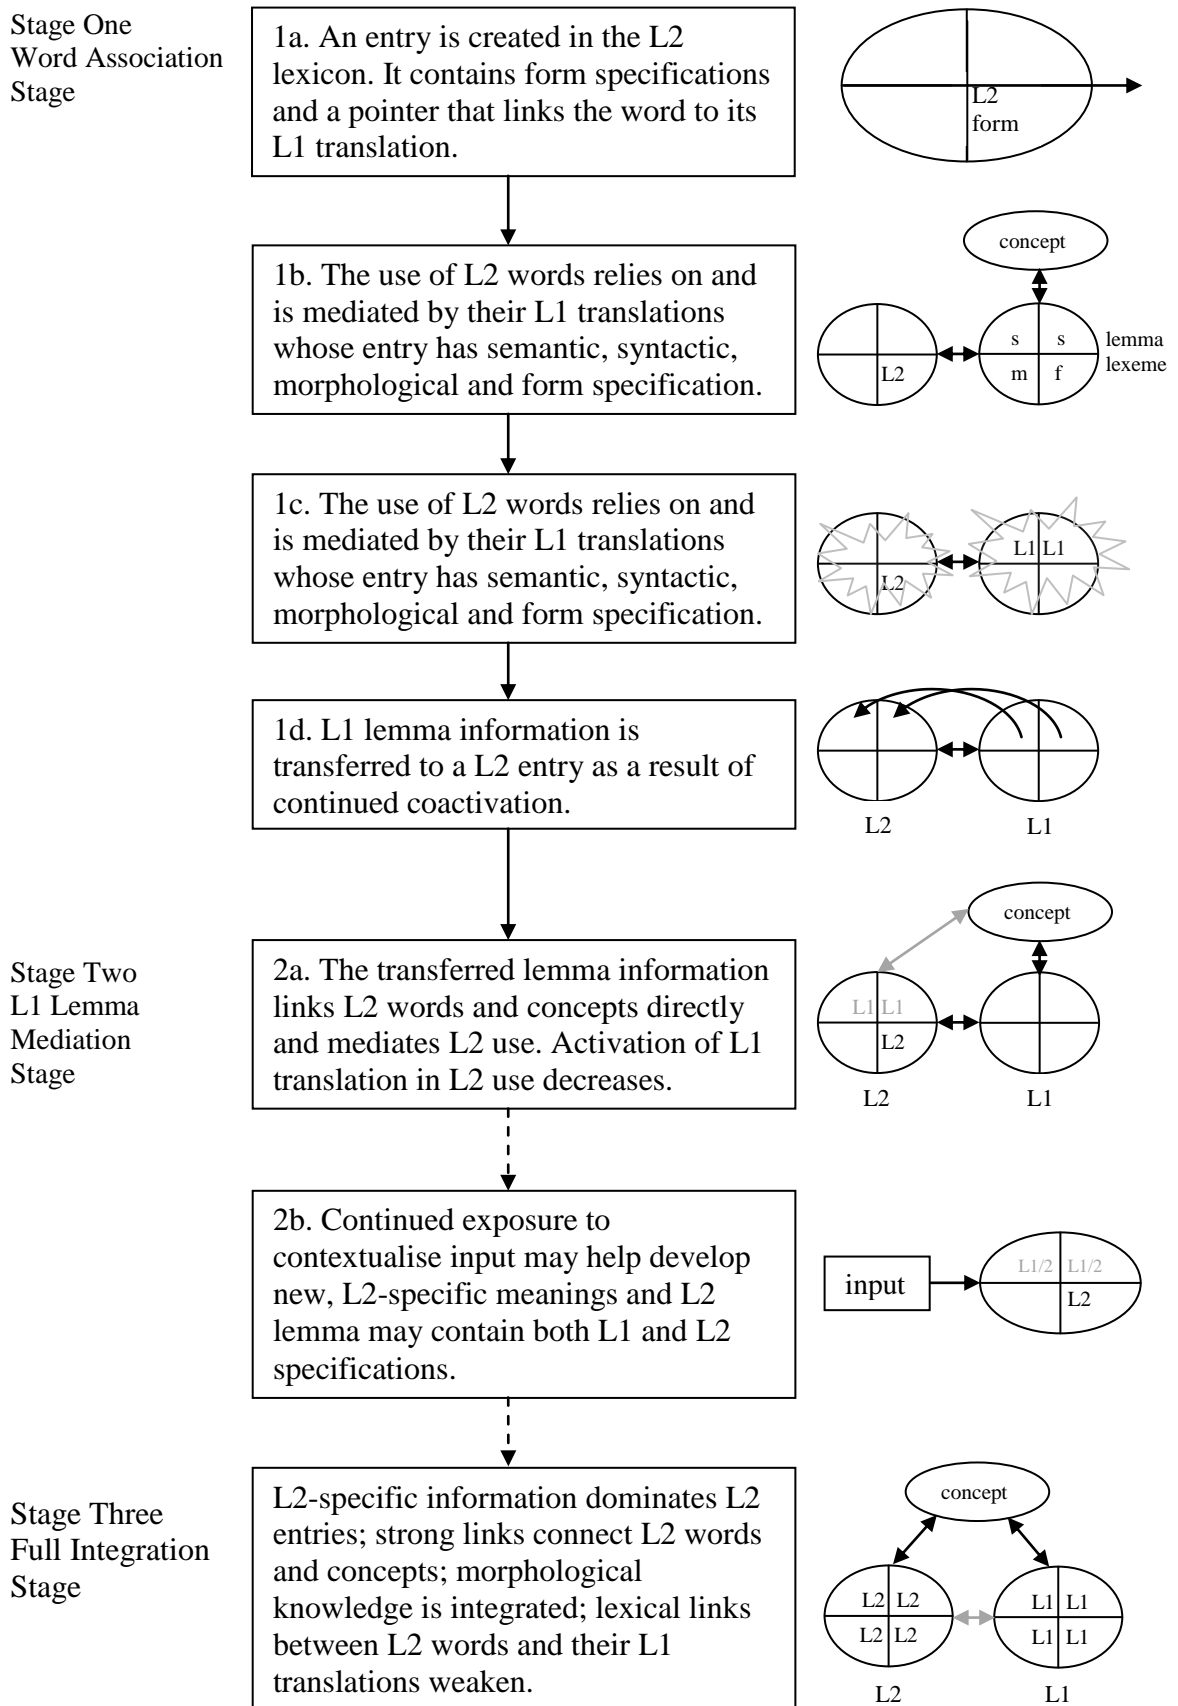 Stage One
Word Association
Stage
1a. An entry is created in the L2
lexicon. It contains form specifications
and a pointer that links the word to its
L1 translation.
L2
form
1b. The use of L2 words relies on and
is mediated by their L1 translations
whose entry has semantic, syntactic,
morphological and form specification.
concept
L2
s s
m f
lemma
lexeme
1c. The use of L2 words relies on and
is mediated by their L1 translations
whose entry has semantic, syntactic,
morphological and form specification.
L2
L1 L1
1d. L1 lemma information is
transferred to a L2 entry as a result of
continued coactivation.
L2 L1
Stage Two
L1 Lemma
Mediation
Stage
2a. The transferred lemma information
links L2 words and concepts directly
and mediates L2 use. Activation of L1
translation in L2 use decreases.
concept
L1 L1
L2
L2 L1
2b. Continued exposure to
contextualise input may help develop
new, L2-specific meanings and L2
lemma may contain both L1 and L2
specifications.
input
L1/2 L1/2
L2
Stage Three
Full Integration
Stage
L2-specific information dominates L2
entries; strong links connect L2 words
and concepts; morphological
knowledge is integrated; lexical links
between L2 words and their L1
translations weaken.
concept
L2 L2
L2 L2
L1 L1
L1 L1
L2 L1